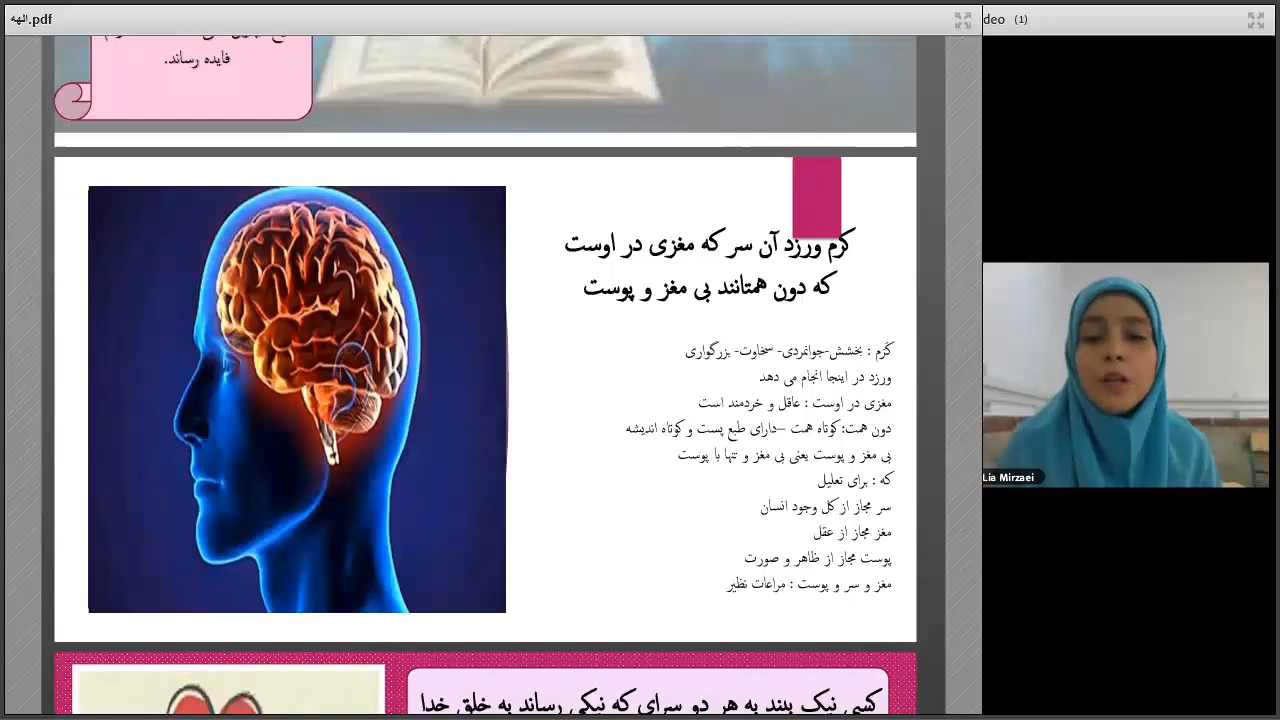 الهه.pdf
deo (1)
فایده رساند.
کرم ورزد آن سر که مغزی در اوست
که دون همتانند بی مغز و پوست
کَرَم : بخشش-جوانمردی- سخاوت- بزرگواری
ورزد در اینجا انجام می دهد
مغزی در اوست : عاقل و خردمند است
دون همت:کوتاه همت –دارای طبع پست و کوتاه اندیشه
بی مغز و پوست یعنی بی مغز و تنها با پوست
که : برای تعلیل
سر مجاز از کل وجود انسان
مغز مجاز از عقل
پوست مجاز از ظاهر و صورت
مغز و سر و پوست : مراعات نظیر
Lia Mirzaei
کسی نیک بیند به هر دو سرای که نیکی رساند به خلق خدا